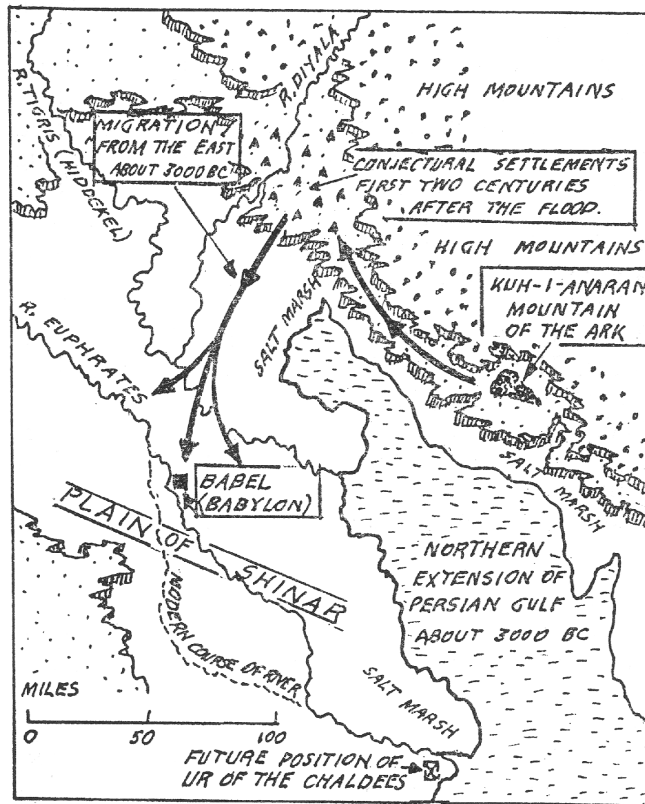 HIGH MOUNTAINS
R. DIYALA
R. TIGRIS (HIDDEKEL)
MIGRATION
FROM THE EAST
ABOUT 3000 BC
CONJECTURAL SETTLEMENTS
FIRST TWO CENTURIES
AFTER THE FLOOD.
HIGH MOUNTAINS
KUH-I-ANARAN
MOUNTAIN
OF THE ARK
R. EUPHRATES
SALT MARSH
SALT MARSH
BABEL
(BABYLON)
PLAIN OF SHINAR
NORTHERN
EXTENSION OF
PERSIAN GULF
ABOUT 3000 BC
MODERN COURSE OF RIVER
SALT MARSH
MILES
0 50 100
FUTURE POSITION OF
UR OF THE CHALDEES